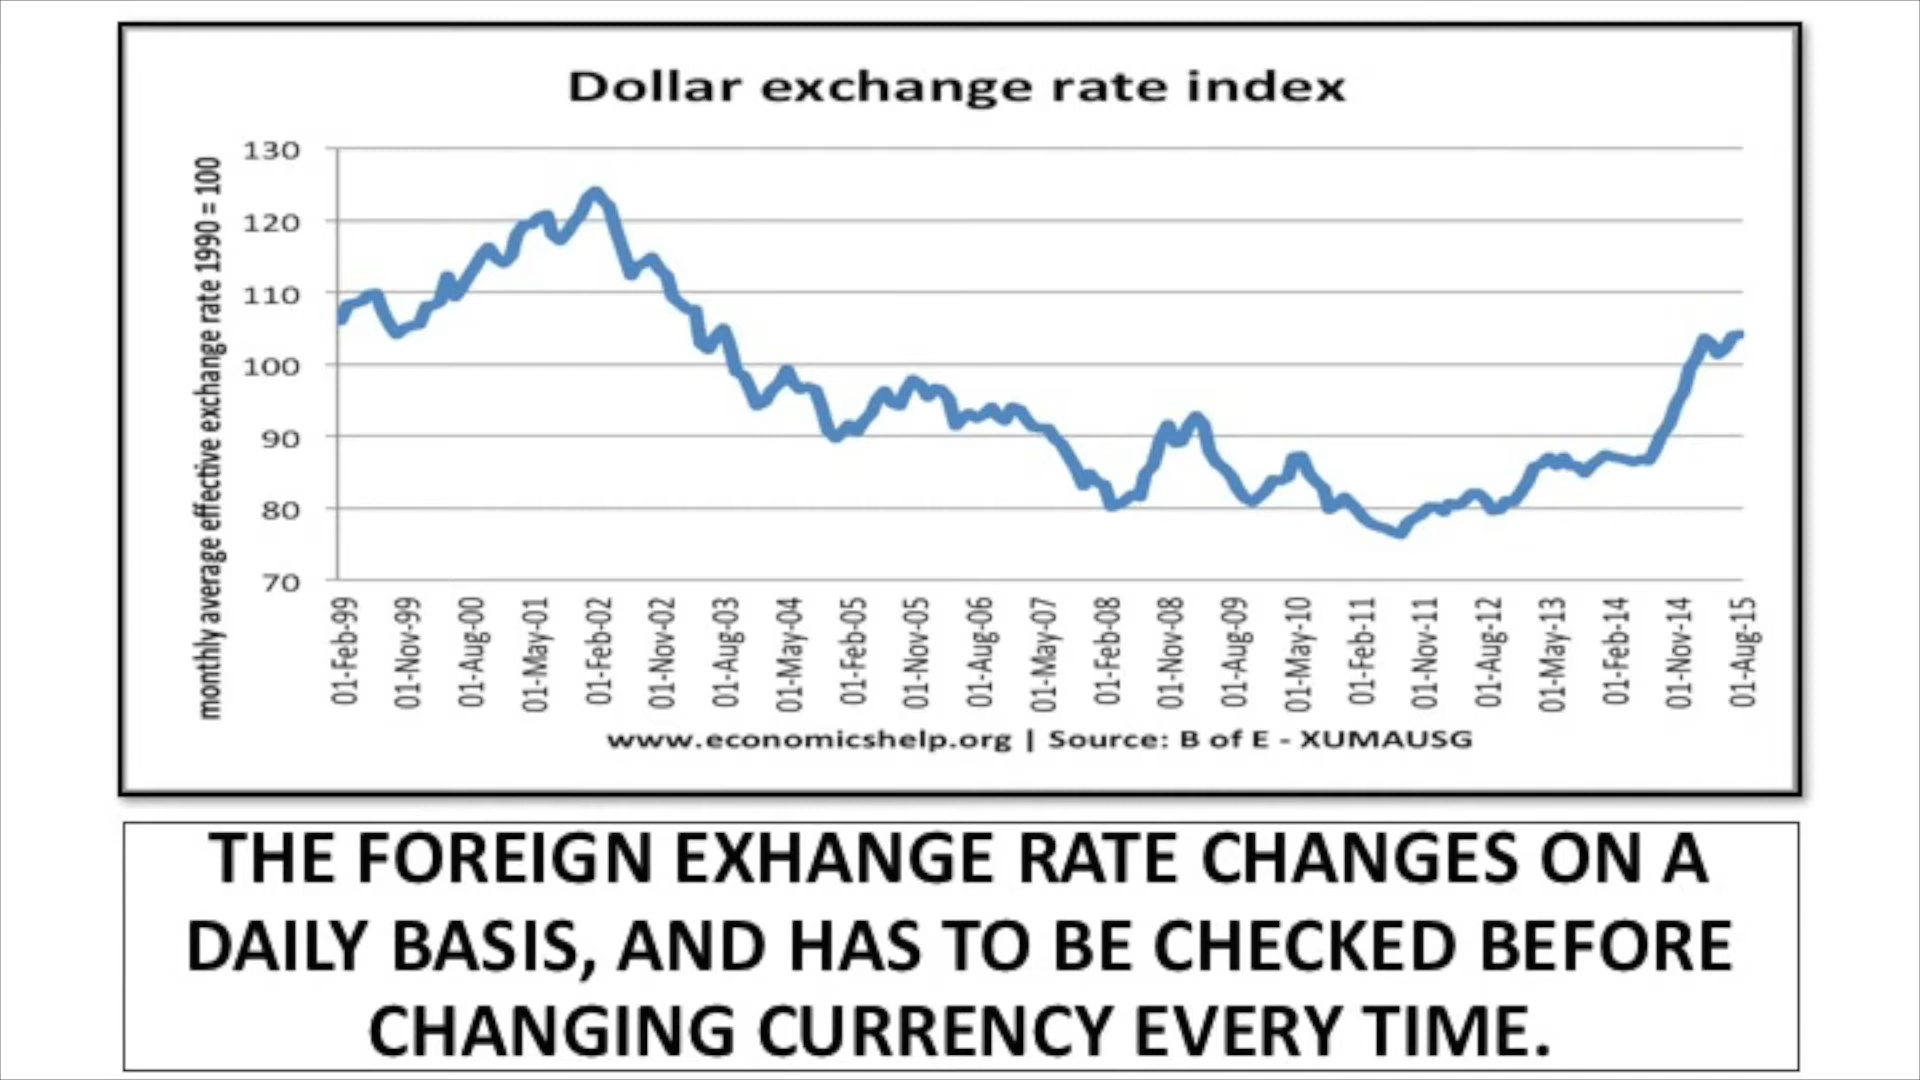 Dollar exchange rate index
monthly average effective exchange rate 1990 = 100
130
120
110
100
90
80
70
01-Feb-99
01-Nov-99
01-Aug-00
01-May-01
01-Feb-02
01-Nov-02
01-Aug-03
01-May-04
01-Feb-05
01-Nov-05
01-Aug-06
01-May-07
01-Feb-08
01-Nov-08
01-Aug-09
01-May-10
01-Feb-11
01-Nov-11
01-Aug-12
01-May-13
01-Feb-14
01-Nov-14
01-Aug-15
www.economicshelp.org | Source: B of E - XUMAUSG
THE FOREIGN EXHANGE RATE CHANGES ON A
DAILY BASIS, AND HAS TO BE CHECKED BEFORE
CHANGING CURRENCY EVERY TIME.